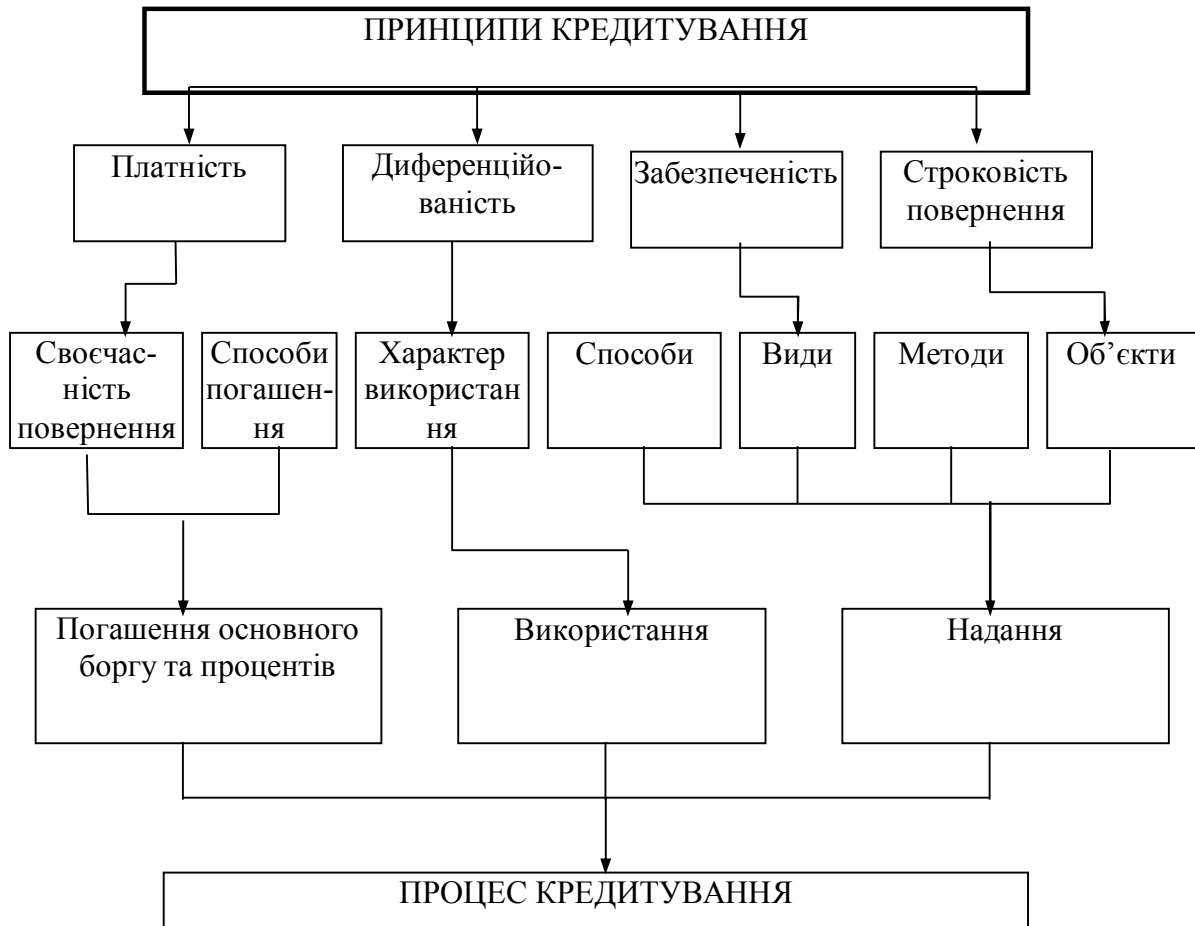 ПРИНЦИПИ КРЕДИТУВАННЯ
Платність
Диференційо-
ваність
Забезпеченість
Строковість
повернення
Своєчас-
ність
повернення
Способи
погашен-
ня
Характер
використан
ня
Способи
Види
Методи
Об’єкти
Погашення основного
боргу та процентів
Використання
Надання
ПРОЦЕС КРЕДИТУВАННЯ